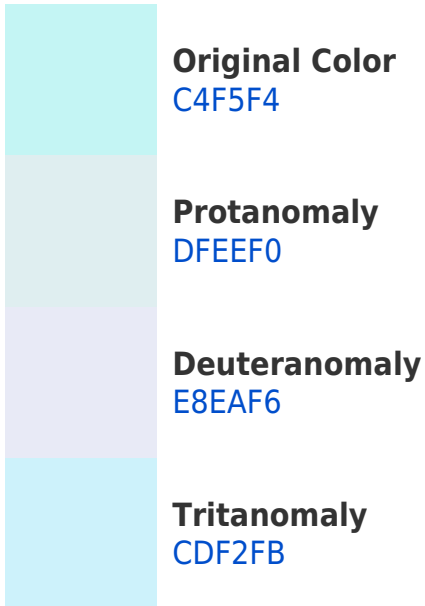 Original Color
C4F5F4
Protanomaly
DFEEF0
Deuteranomaly
E8EAF6
Tritanomaly
CDF2FB